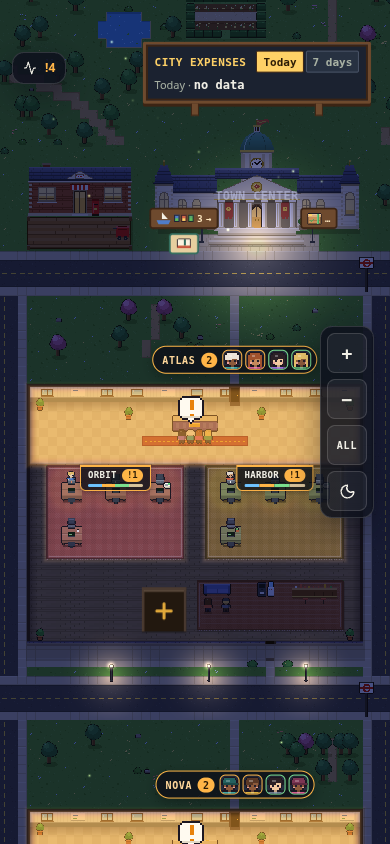 CITY EXPENSES Today 7 days
Today · no data
!4
TOWN CENTER
3 →
...
ATLAS 2
+
−
ALL
!
ORBIT !1
HARBOR !1
+
NOVA 2
!